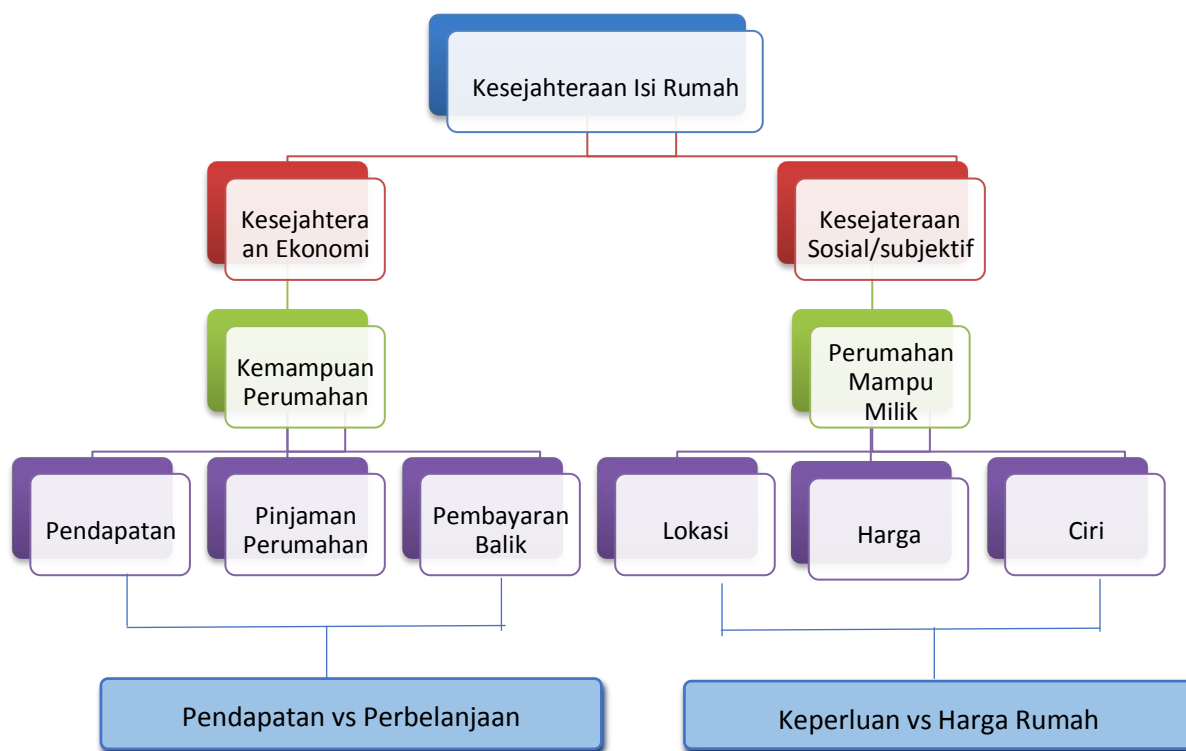 Kesejahteraan Isi Rumah
Kesejahtera
an Ekonomi
Kesejateraan
Sosial/subjektif
Kemampuan
Perumahan
Perumahan
Mampu
Milik
Pendapatan
Pinjaman
Perumahan
Pembayaran
Balik
Lokasi
Harga
Ciri
Pendapatan vs Perbelanjaan
Keperluan vs Harga Rumah